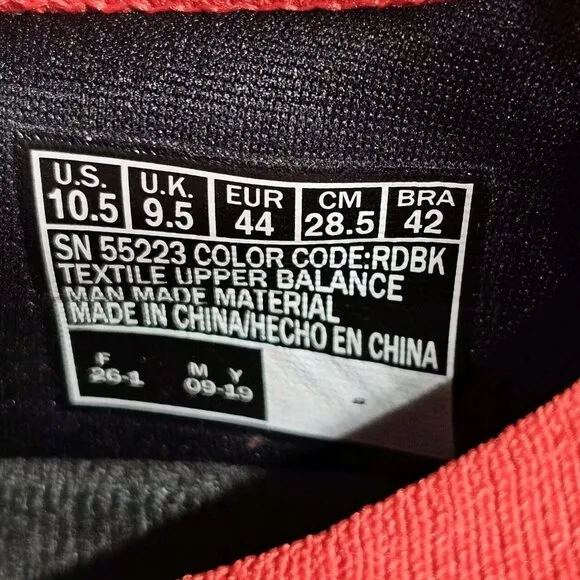 U.S. U.K. EUR CM BRA
10.5 9.5 44 28.5 42
SN 55223 COLOR CODE:RDBK
TEXTILE UPPER BALANCE
MAN MADE MATERIAL
MADE IN CHINA/HECHO EN CHINA
F M Y
26-1 09-19